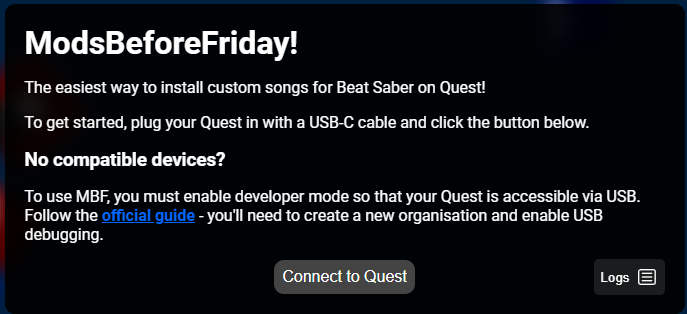 ModsBeforeFriday!
The easiest way to install custom songs for Beat Saber on Quest!
To get started, plug your Quest in with a USB-C cable and click the button below.
No compatible devices?
To use MBF, you must enable developer mode so that your Quest is accessible via USB.
Follow the official guide - you'll need to create a new organisation and enable USB
debugging.
Connect to Quest
Logs